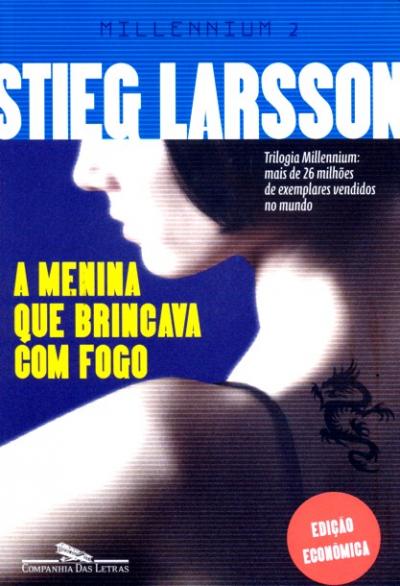 MILLENNIUM 2
STIEG LARSSON
Trilogia Millennium:
mais de 26 milhões
de exemplares vendidos
no mundo
A MENINA
QUE BRINCAVA
COM FOGO
EDIÇÃO
ECONÔMICA
COMPANHIA DAS LETRAS